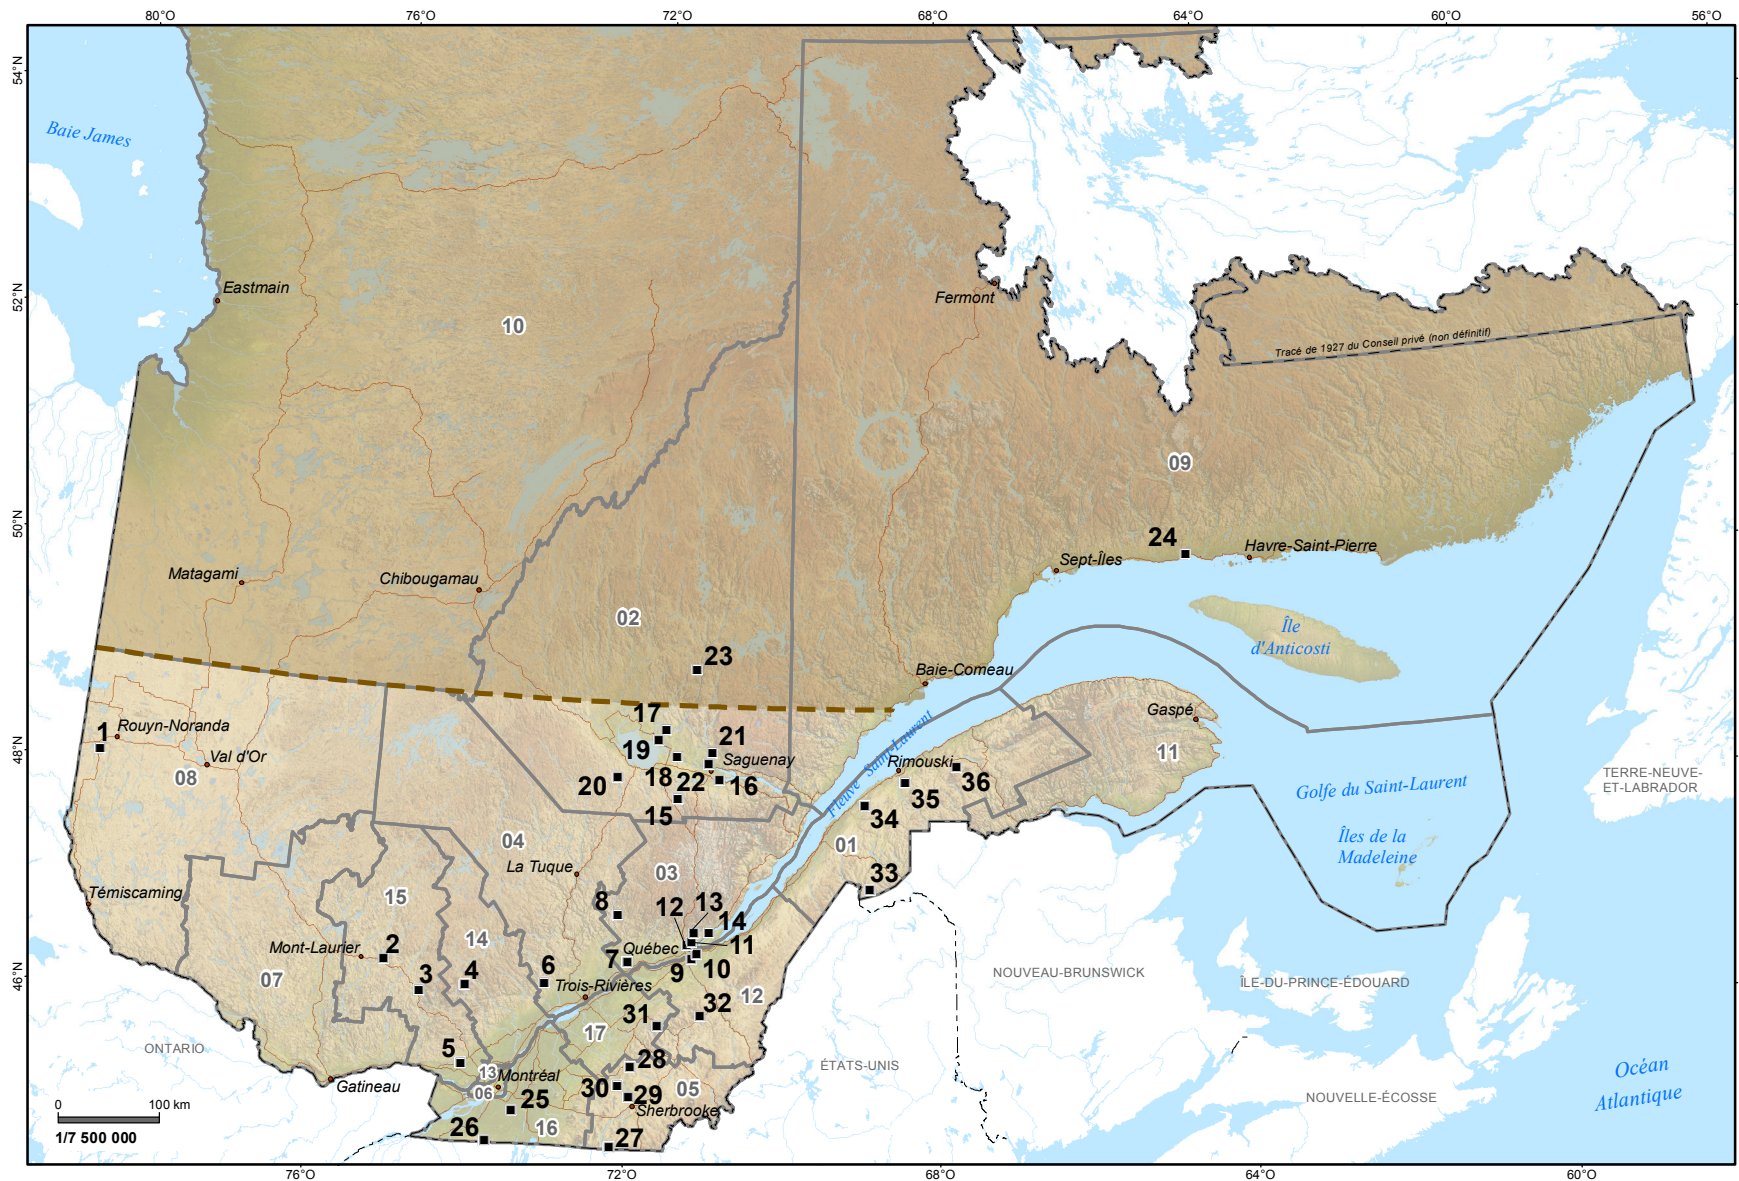 80°O
76°O
72°O
68°O
64°O
60°O
56°O
54°N
52°N
50°N
48°N
46°N
Baie James
Eastmain
10
Fermont
Tracé de 1927 du Conseil privé (non définitif)
09
24
Sept-Îles
Havre-Saint-Pierre
Matagami
Chibougamau
02
Île
d'Anticosti
23
Baie-Comeau
17
Gaspé
1
Rouyn-Noranda
Val d'Or
08
19
21
Saguenay
Fleuve Saint-Laurent
11
20
18
22
16
Rimouski
36
35
15
34
TERRE-NEUVE-
ET-LABRADOR
Golfe du Saint-Laurent
Îles de la
Madeleine
04
01
La Tuque
03
33
Témiscaming
15
8
12
13
14
Mont-Laurier
2
14
Québec
11
07
3
4
6
7
9
10
Trois-Rivières
12
NOUVEAU-BRUNSWICK
ÎLE-DU-PRINCE-ÉDOUARD
31
32
17
ONTARIO
5
13
Montréal
28
ÉTATS-UNIS
Océan
Atlantique
Gatineau
06
30
29
05
25
Sherbrooke
NOUVELLE-ÉCOSSE
0
100 km
1/7 500 000
26
16
27
76°O
72°O
68°O
64°O
60°O